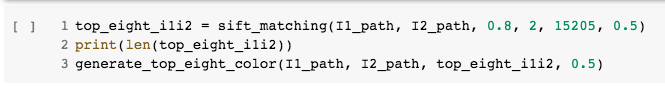 [ ] 1 top_eight_i1i2 = sift_matching(I1_path, I2_path, 0.8, 2, 15205, 0.5)
2 print(len(top_eight_i1i2))
3 generate_top_eight_color(I1_path, I2_path, top_eight_i1i2, 0.5)